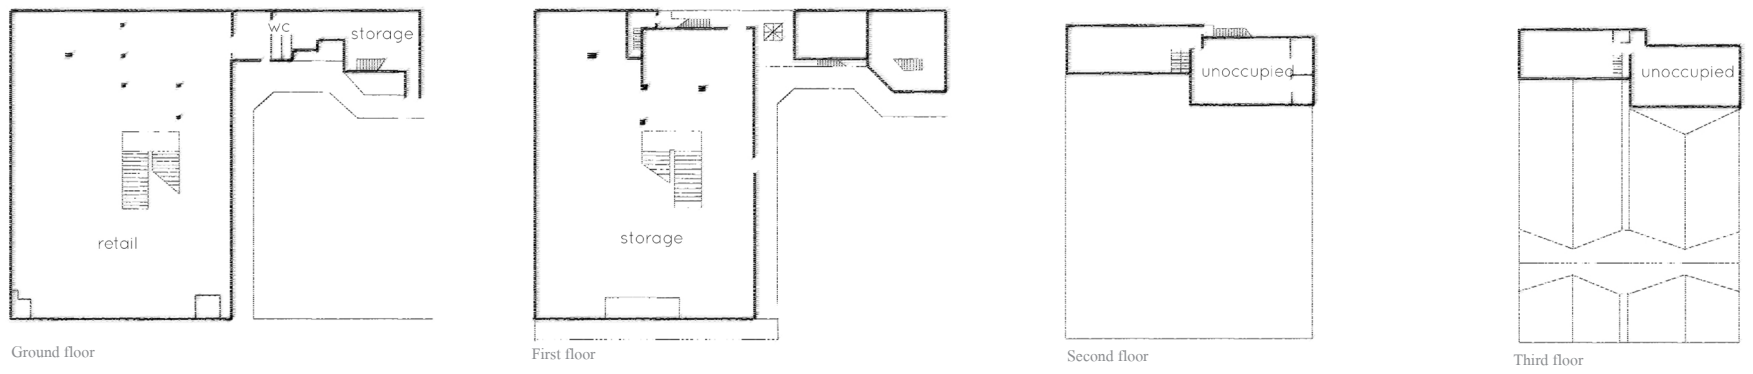 wc
storage
retail
Ground floor
storage
First floor
unoccupied
Second floor
unoccupied
Third floor